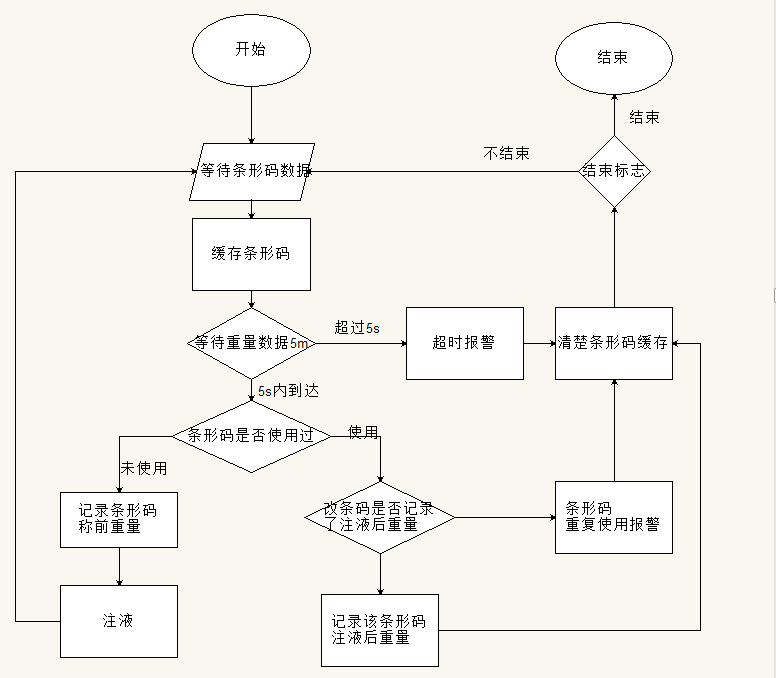 开始
结束
结束
不结束
结束标志
等待条形码数据
缓存条形码
超过5s
等待重量数据5m
超时报警
清楚条形码缓存
5s内到达
条形码是否使用过
使用
未使用
记录条形码
称前重量
改条码是否记录
了注液后重量
条形码
重复使用报警
注液
记录该条形码
注液后重量